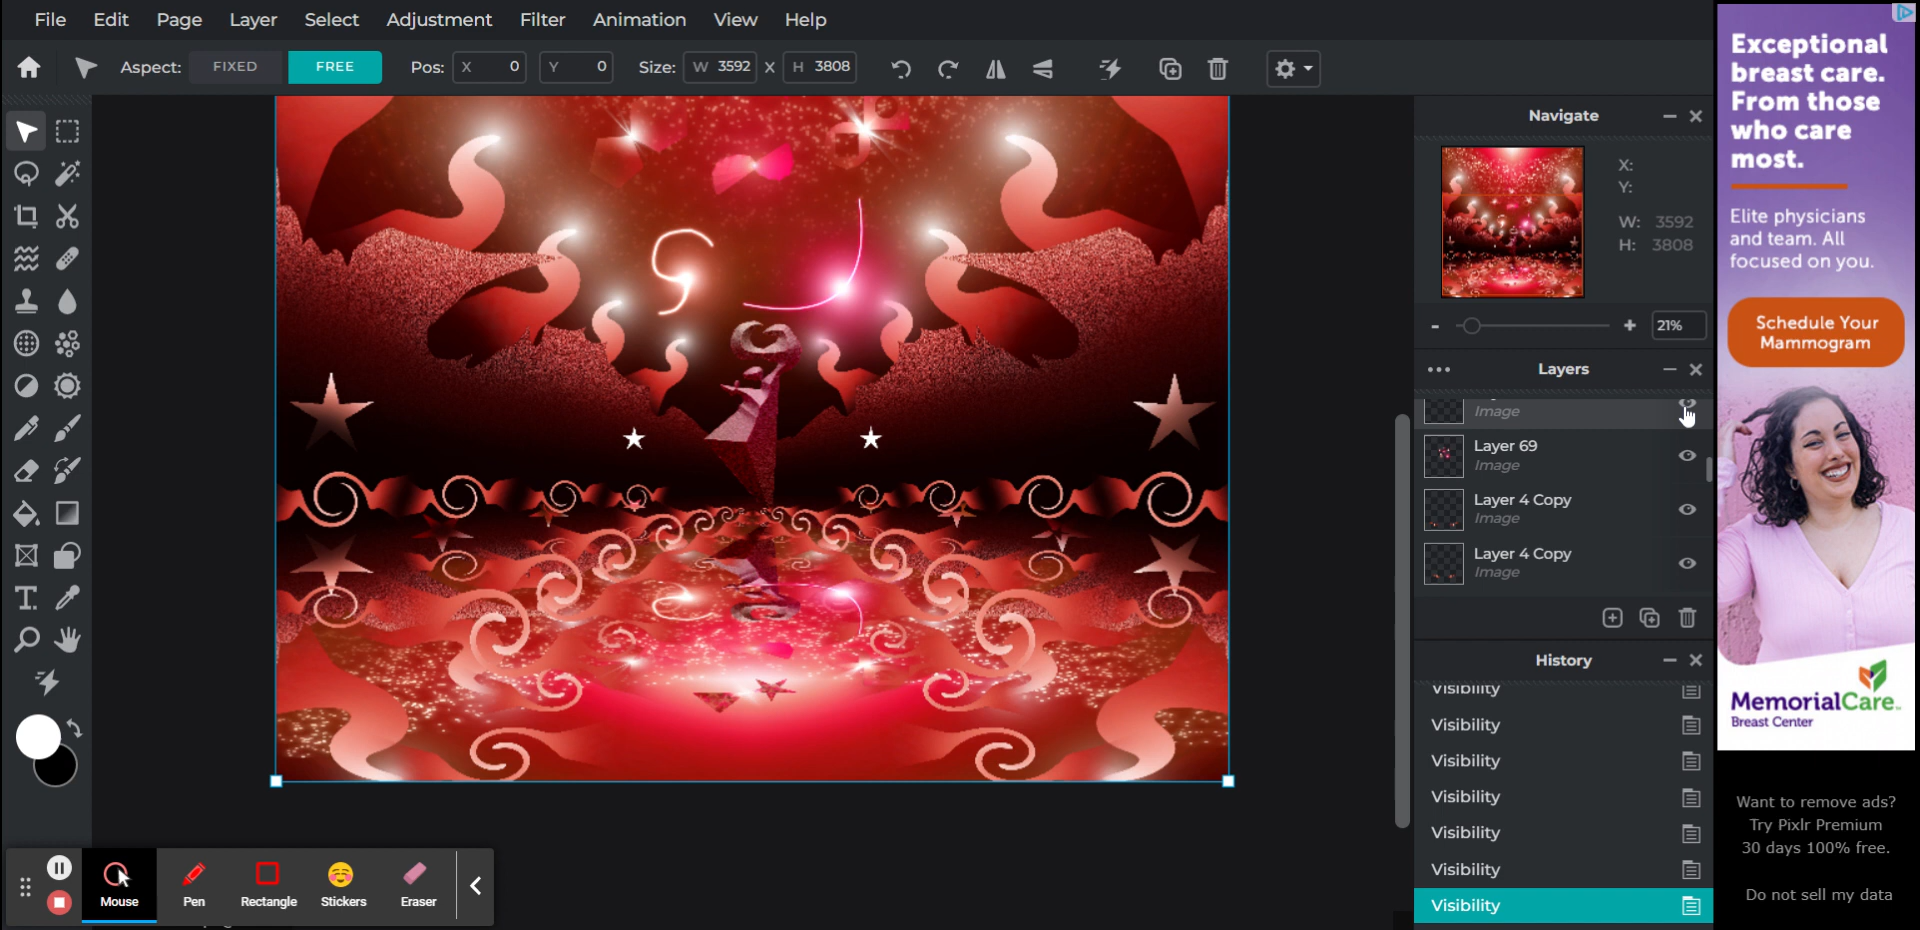 File Edit Page Layer Select Adjustment Filter Animation View Help
Aspect: FIXED FREE Pos: X 0 Y 0 Size: W 3592 X H 3808
Navigate
X:
Y:
W: 3592
H: 3808
- + 21%
Layers
Image
Layer 69
Image
Layer 4 Copy
Image
Layer 4 Copy
Image
History
Visibility
Visibility
Visibility
Visibility
Visibility
Visibility
Visibility
Mouse Pen Rectangle Stickers Eraser
Exceptional
breast care.
From those
who care
most.
Elite physicians
and team. All
focused on you.
Schedule Your
Mammogram
MemorialCare
Breast Center
Want to remove ads?
Try Pixlr Premium
30 days 100% free.
Do not sell my data